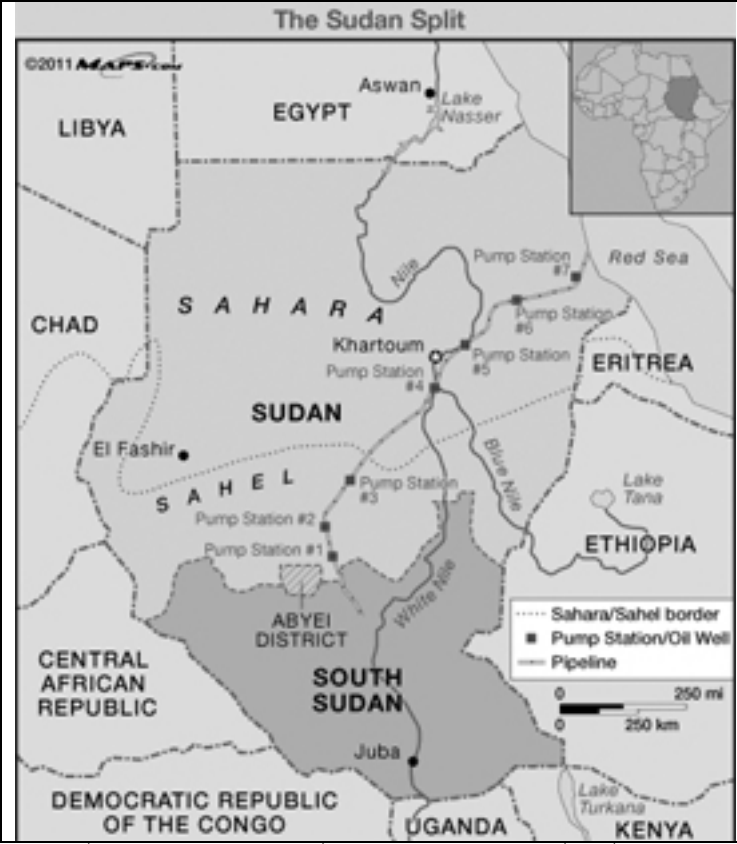 The Sudan Split
©2011 MAPS.com
Aswan
Lake
Nasser
EGYPT
LIBYA
Red Sea
Pump Station
#7
Nile
SAHARA
Pump Station
#6
CHAD
Khartoum
Pump Station
#5
Pump Station
#4
ERITREA
SUDAN
El Fashir
Blue Nile
SAHEL
Pump Station
#3
Lake
Tana
Pump Station #2
Pump Station #1
ETHIOPIA
White Nile
ABYEI
DISTRICT
Sahara/Sahel border
Pump Station/Oil Well
Pipeline
CENTRAL
AFRICAN
REPUBLIC
SOUTH
SUDAN
0 250 mi
0 250 km
Juba
DEMOCRATIC REPUBLIC
OF THE CONGO
Lake
Turkana
UGANDA
KENYA